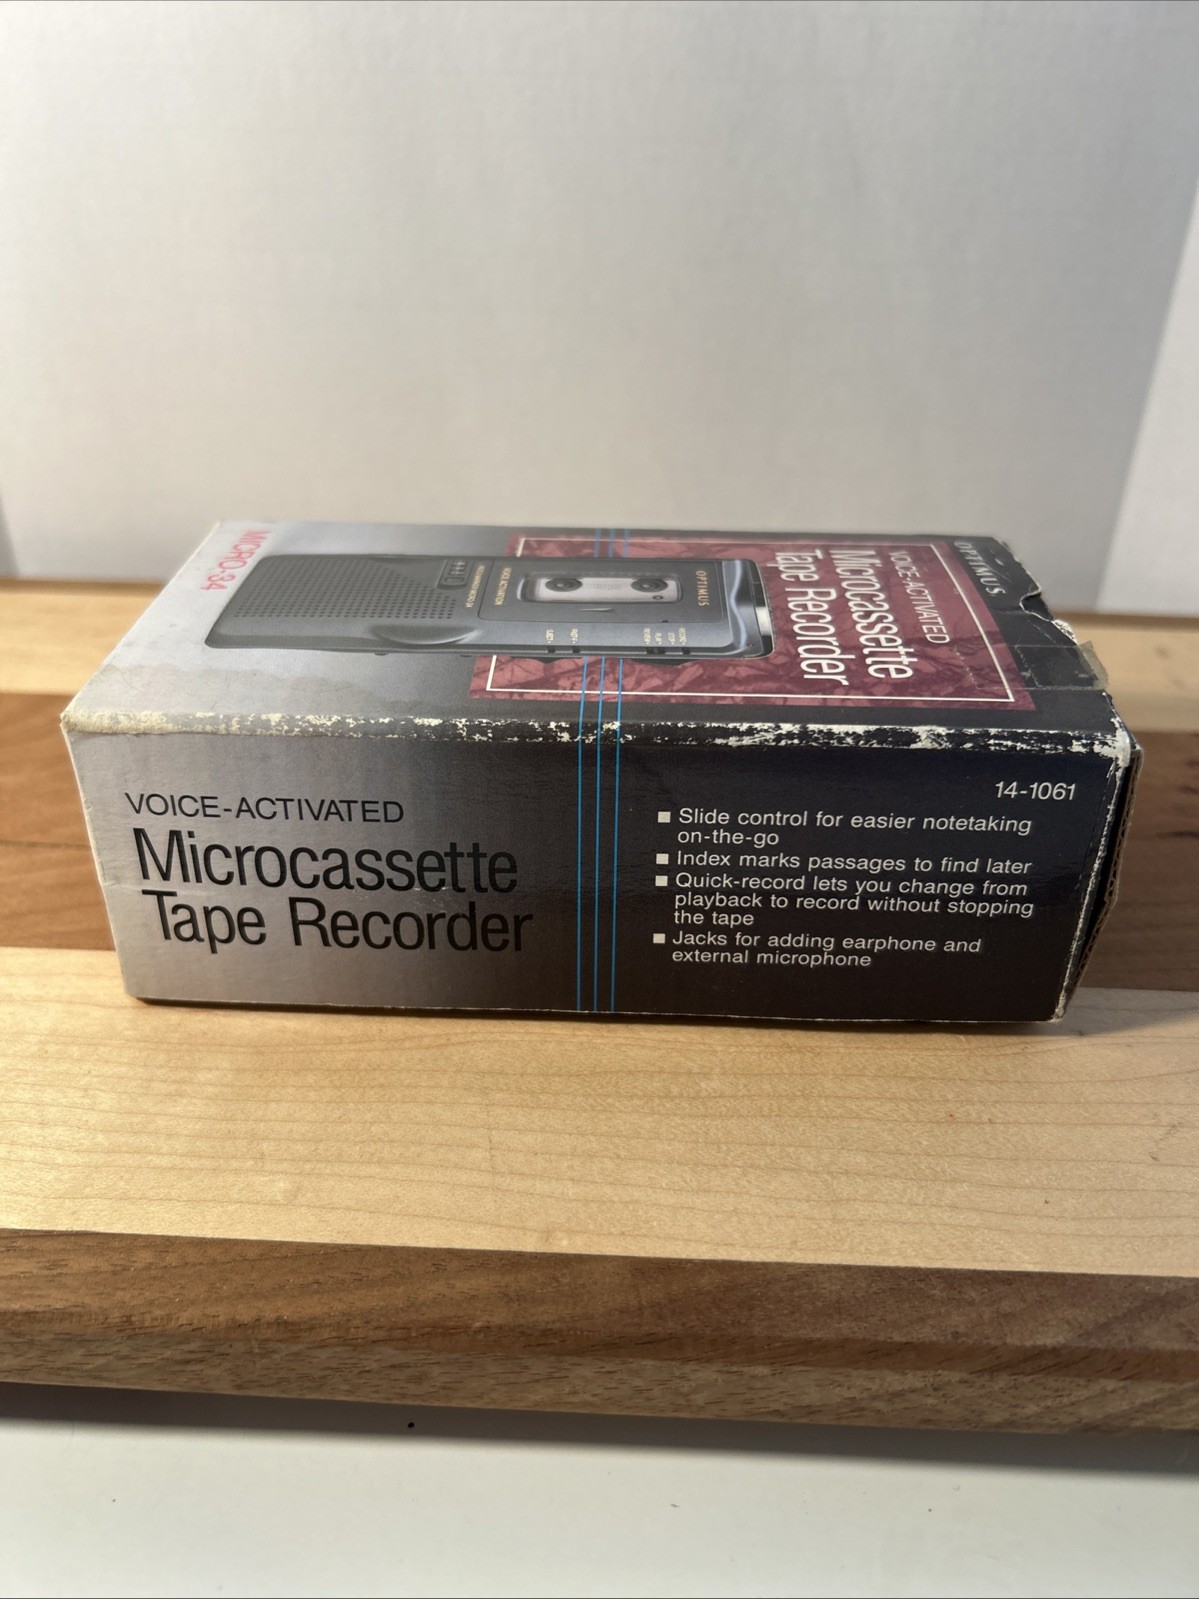 MICRO-34
OPTIMUS
VOICE ACTIVATION
OPTIMUS
VOICE-ACTIVATED
Microcassette
Tape Recorder
VOICE-ACTIVATED
Microcassette
Tape Recorder
14-1061
■ Slide control for easier notetaking
on-the-go
■ Index marks passages to find later
■ Quick-record lets you change from
playback to record without stopping
the tape
■ Jacks for adding earphone and
external microphone